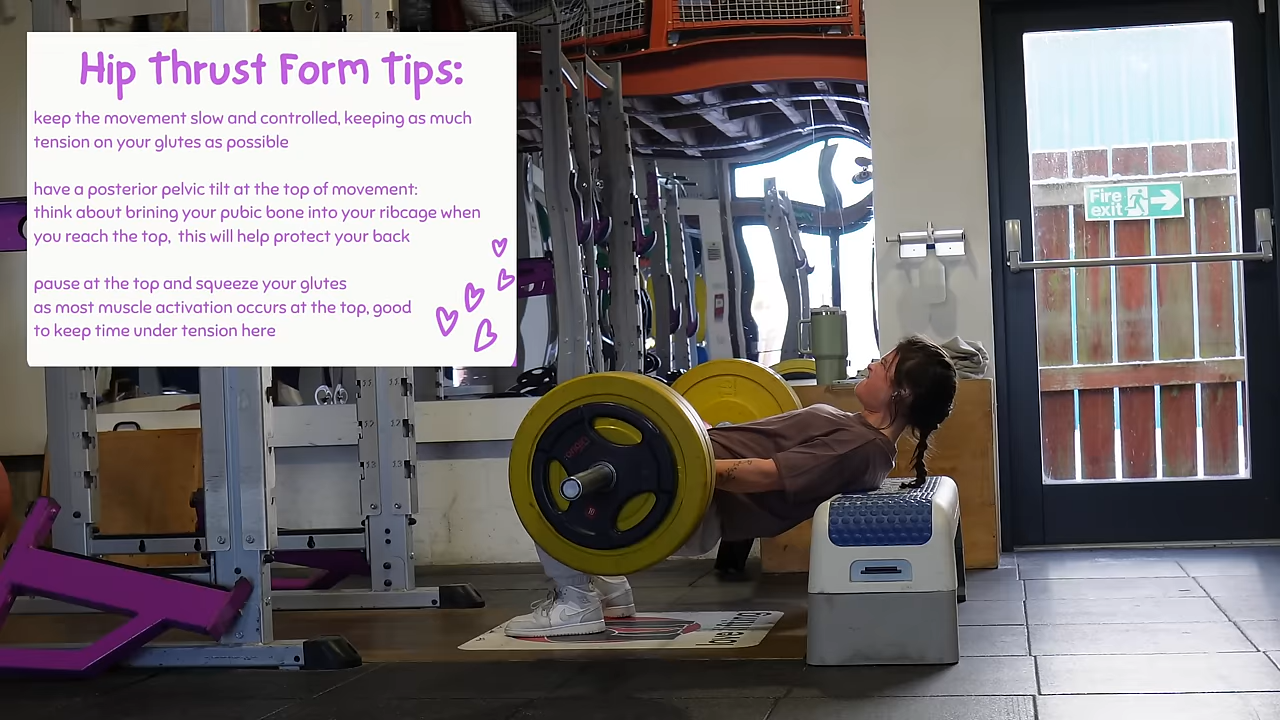 Hip Thrust Form Tips:
keep the movement slow and controlled, keeping as much
tension on your glutes as possible
have a posterior pelvic tilt at the top of movement:
think about brining your pubic bone into your ribcage when
you reach the top, this will help protect your back
pause at the top and squeeze your glutes
as most muscle activation occurs at the top, good
to keep time under tension here
Fire
exit